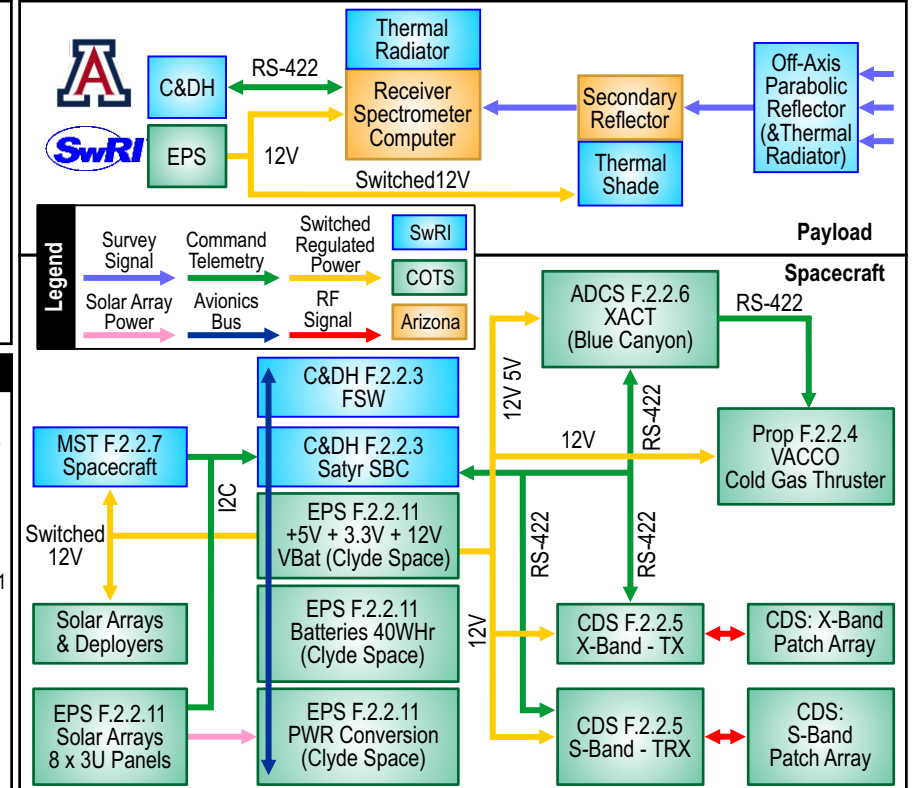 A
SwRI
C&DH
RS-422
Thermal
Radiator
Receiver
Spectrometer
Computer
Secondary
Reflector
Thermal
Shade
Off-Axis
Parabolic
Reflector
(&Thermal
Radiator)
EPS
12V
Switched12V
Payload
Legend
Survey
Signal
Command
Telemetry
Switched
Regulated
Power
SwRI
COTS
Solar Array
Power
Avionics
Bus
RF
Signal
Arizona
Spacecraft
ADCS F.2.2.6
XACT
(Blue Canyon)
RS-422
12V 5V
RS-422
C&DH F.2.2.3
FSW
MST F.2.2.7
Spacecraft
I2C
C&DH F.2.2.3
Satyr SBC
12V
Prop F.2.2.4
VACCO
Cold Gas Thruster
Switched
12V
EPS F.2.2.11
+5V + 3.3V + 12V
VBat (Clyde Space)
RS-422
RS-422
1
Solar Arrays
& Deployers
EPS F.2.2.11
Batteries 40WHr
(Clyde Space)
12V
CDS F.2.2.5
X-Band - TX
CDS: X-Band
Patch Array
EPS F.2.2.11
Solar Arrays
8 x 3U Panels
EPS F.2.2.11
PWR Conversion
(Clyde Space)
CDS F.2.2.5
S-Band - TRX
CDS:
S-Band
Patch Array